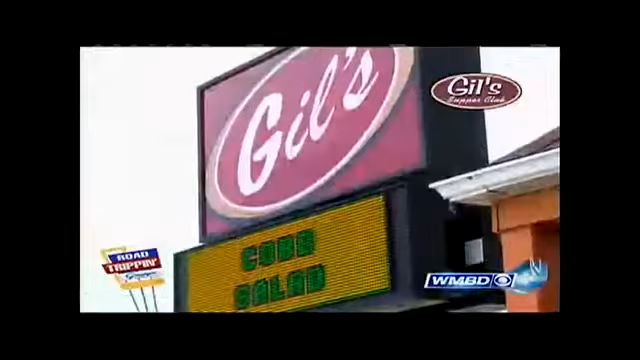 Gil's
COBB
SALAD
Gil's
Supper Club
ROAD
TRIPPIN'
WMBD